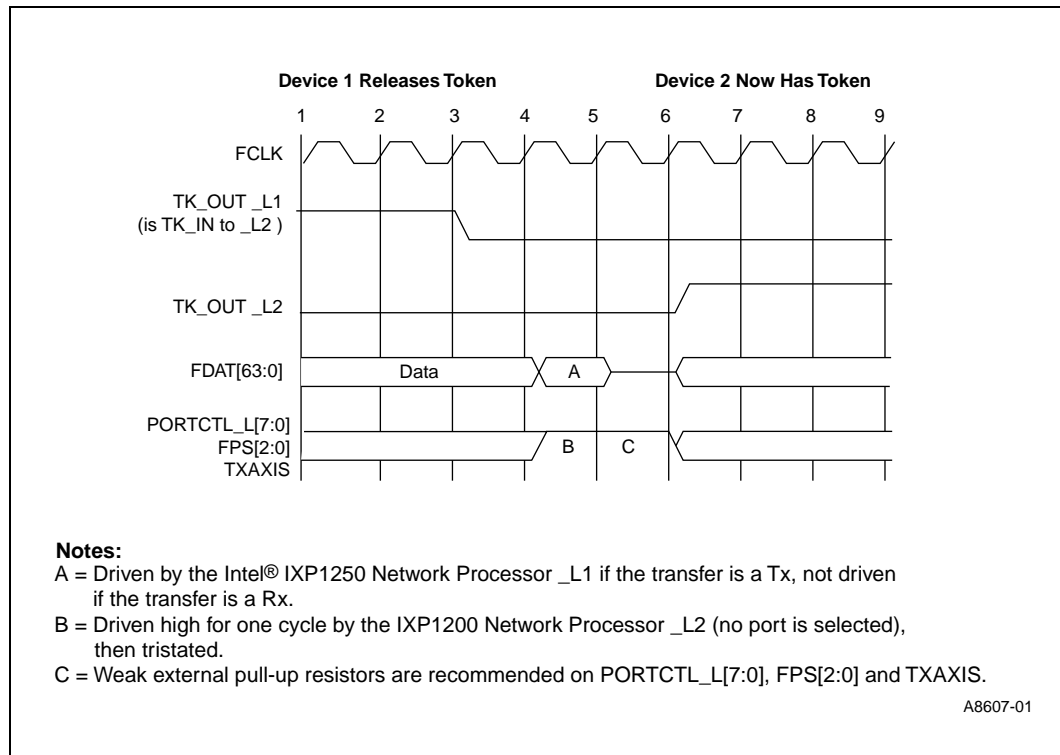 Device 1 Releases Token Device 2 Now Has Token
1 2 3 4 5 6 7 8 9
FCLK
TK_OUT _L1
(is TK_IN to _L2 )
TK_OUT _L2
FDAT[63:0] Data A
PORTCTL_L[7:0]
FPS[2:0] B C
TXAXIS
Notes:
A = Driven by the Intel® IXP1250 Network Processor _L1 if the transfer is a Tx, not driven
if the transfer is a Rx.
B = Driven high for one cycle by the IXP1200 Network Processor _L2 (no port is selected),
then tristated.
C = Weak external pull-up resistors are recommended on PORTCTL_L[7:0], FPS[2:0] and TXAXIS.
A8607-01